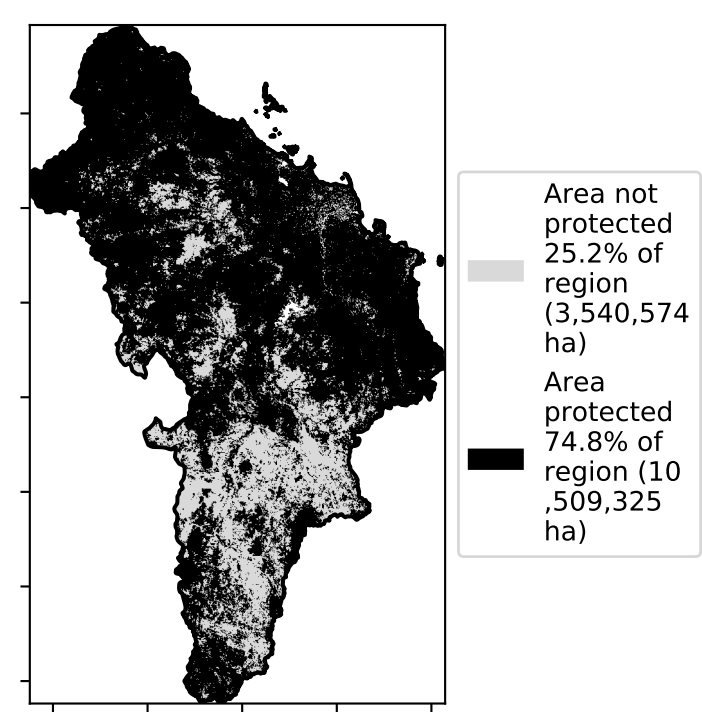 Area not
protected
25.2% of
region
(3,540,574
ha)
Area
protected
74.8% of
region (10
,509,325
ha)